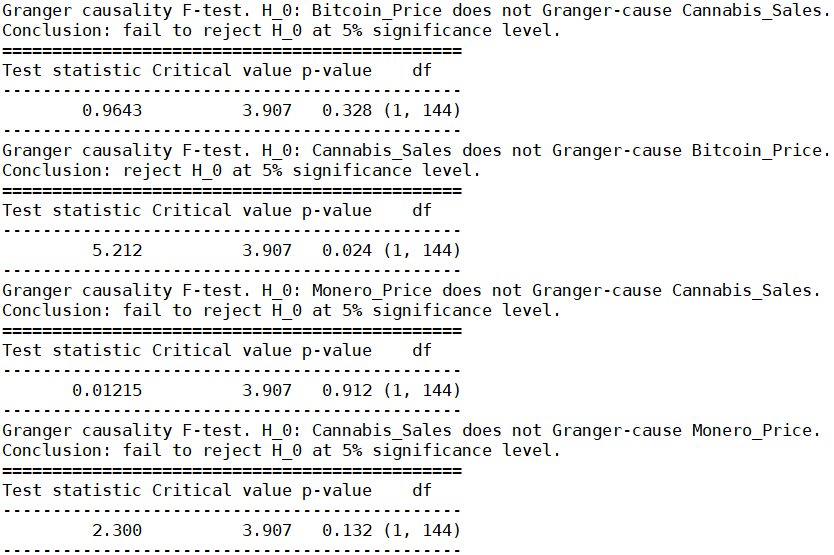 Granger causality F-test. H_0: Bitcoin_Price does not Granger-cause Cannabis_Sales.
Conclusion: fail to reject H_0 at 5% significance level.
==============================================
Test statistic Critical value p-value    df
----------------------------------------------
        0.9643          3.907   0.328 (1, 144)
----------------------------------------------
Granger causality F-test. H_0: Cannabis_Sales does not Granger-cause Bitcoin_Price.
Conclusion: reject H_0 at 5% significance level.
==============================================
Test statistic Critical value p-value    df
----------------------------------------------
         5.212          3.907   0.024 (1, 144)
----------------------------------------------
Granger causality F-test. H_0: Monero_Price does not Granger-cause Cannabis_Sales.
Conclusion: fail to reject H_0 at 5% significance level.
==============================================
Test statistic Critical value p-value    df
----------------------------------------------
       0.01215          3.907   0.912 (1, 144)
----------------------------------------------
Granger causality F-test. H_0: Cannabis_Sales does not Granger-cause Monero_Price.
Conclusion: fail to reject H_0 at 5% significance level.
==============================================
Test statistic Critical value p-value    df
----------------------------------------------
         2.300          3.907   0.132 (1, 144)
----------------------------------------------